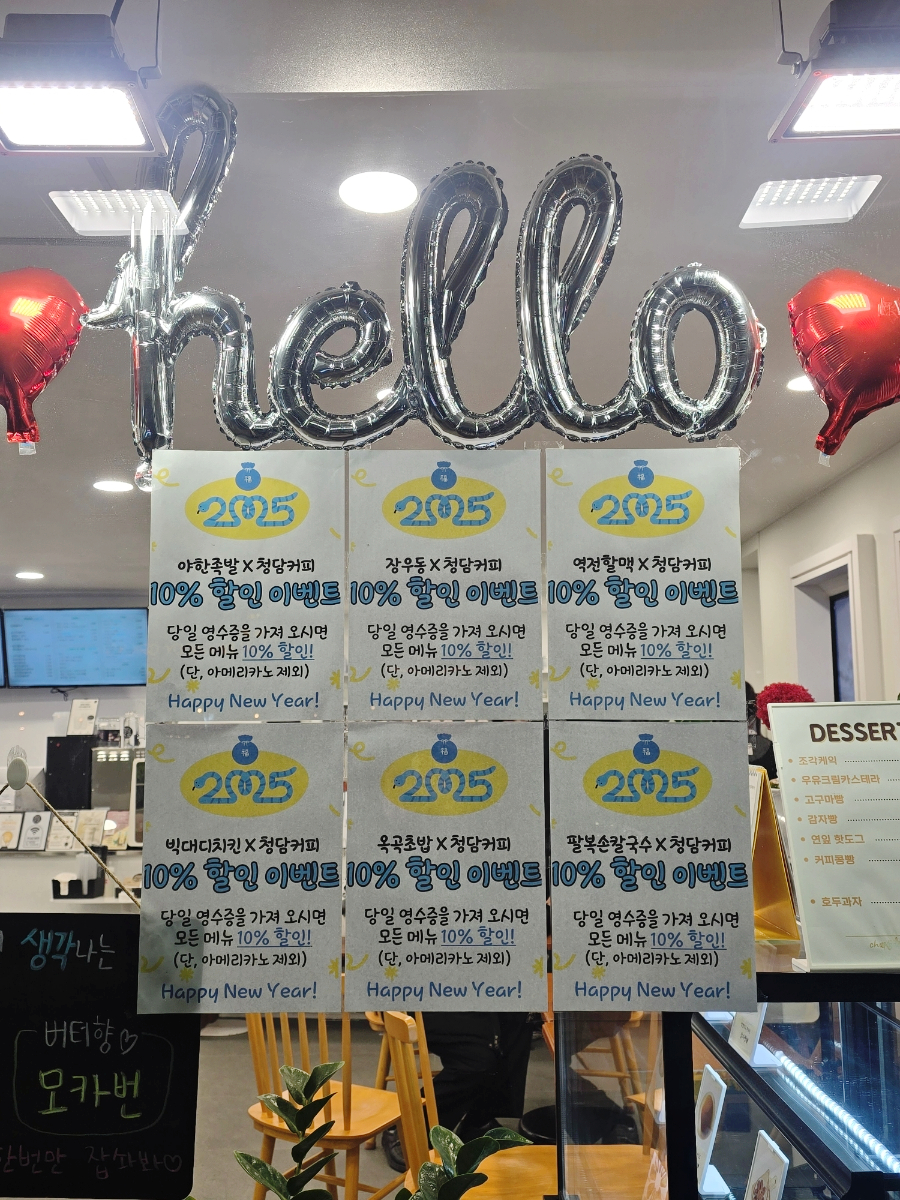 hello
福
2025
야한족발 X 청담커피
10% 할인 이벤트
당일 영수증을 가져 오시면
모든 메뉴 10% 할인!
(단, 아메리카노 제외)
Happy New Year!
福
2025
장우동 X 청담커피
10% 할인 이벤트
당일 영수증을 가져 오시면
모든 메뉴 10% 할인!
(단, 아메리카노 제외)
Happy New Year!
福
2025
역전할맥 X 청담커피
10% 할인 이벤트
당일 영수증을 가져 오시면
모든 메뉴 10% 할인!
(단, 아메리카노 제외)
Happy New Year!
福
2025
빅대디치킨 X 청담커피
10% 할인 이벤트
당일 영수증을 가져 오시면
모든 메뉴 10% 할인!
(단, 아메리카노 제외)
Happy New Year!
福
2025
옥곡초밥 X 청담커피
10% 할인 이벤트
당일 영수증을 가져 오시면
모든 메뉴 10% 할인!
(단, 아메리카노 제외)
Happy New Year!
福
2025
팔복손칼국수 X 청담커피
10% 할인 이벤트
당일 영수증을 가져 오시면
모든 메뉴 10% 할인!
(단, 아메리카노 제외)
Happy New Year!
DESSERT
조각케익
우유크림카스테라
고구마빵
감자빵
연일 핫도그
커피콩빵
호두과자
생각나는
버터향♡
모카번
한번만 잡솨봐♡